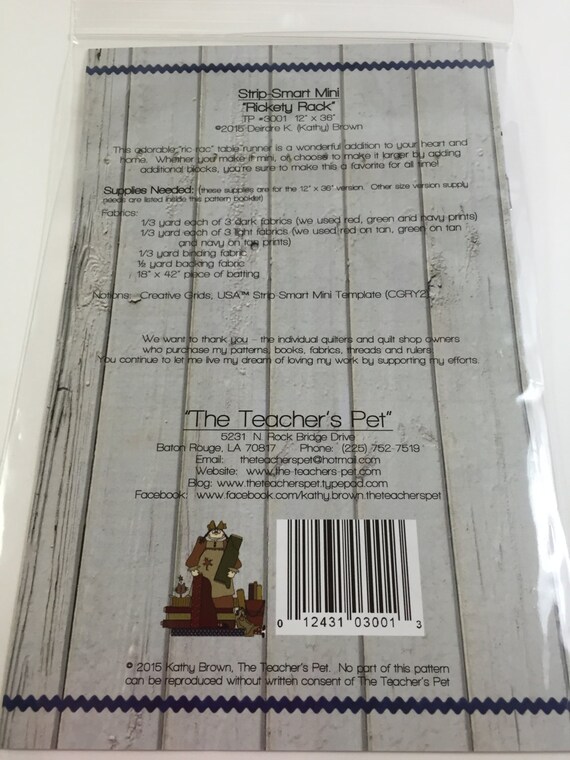 Strip-Smart Mini
"Rickety Rack"
TP #3001 12" x 36"
©2015 Deirdre K. (Kathy) Brown
This adorable "ric rac" table runner is a wonderful addition to your heart and
home. Whether you make it mini, or choose to make it larger by adding
additional blocks, you're sure to make this a favorite for all time!
Supplies Needed: (these supplies are for the 12" x 36" version. Other size version supply
needs are listed inside this pattern booklet)
Fabrics:
1/3 yard each of 3 dark fabrics (we used red, green and navy prints)
1/3 yard each of 3 light fabrics (we used red on tan, green on tan
and navy on tan prints)
1/3 yard binding fabric
½ yard backing fabric
18" x 42" piece of batting
Notions: Creative Grids, USA™ Strip Smart Mini Template (CGRY2
We want to thank you – the individual quilters and quilt shop owners
who purchase my patterns, books, fabrics, threads and rulers.
You continue to let me live my dream of loving my work by supporting my efforts.
"The Teacher's Pet"
5231 N. Rock Bridge Drive
Baton Rouge, LA 70817 Phone: (225) 752-7519
Email: theteacherspet@hotmail.com
Website: www.the-teachers-pet.com
Blog: www.theteacherspet.typepad.com
Facebook: www.facebook.com/kathy.brown.theteacherspet
0 12431 03001 3
© 2015 Kathy Brown, The Teacher's Pet. No part of this pattern
can be reproduced without written consent of The Teacher's Pet